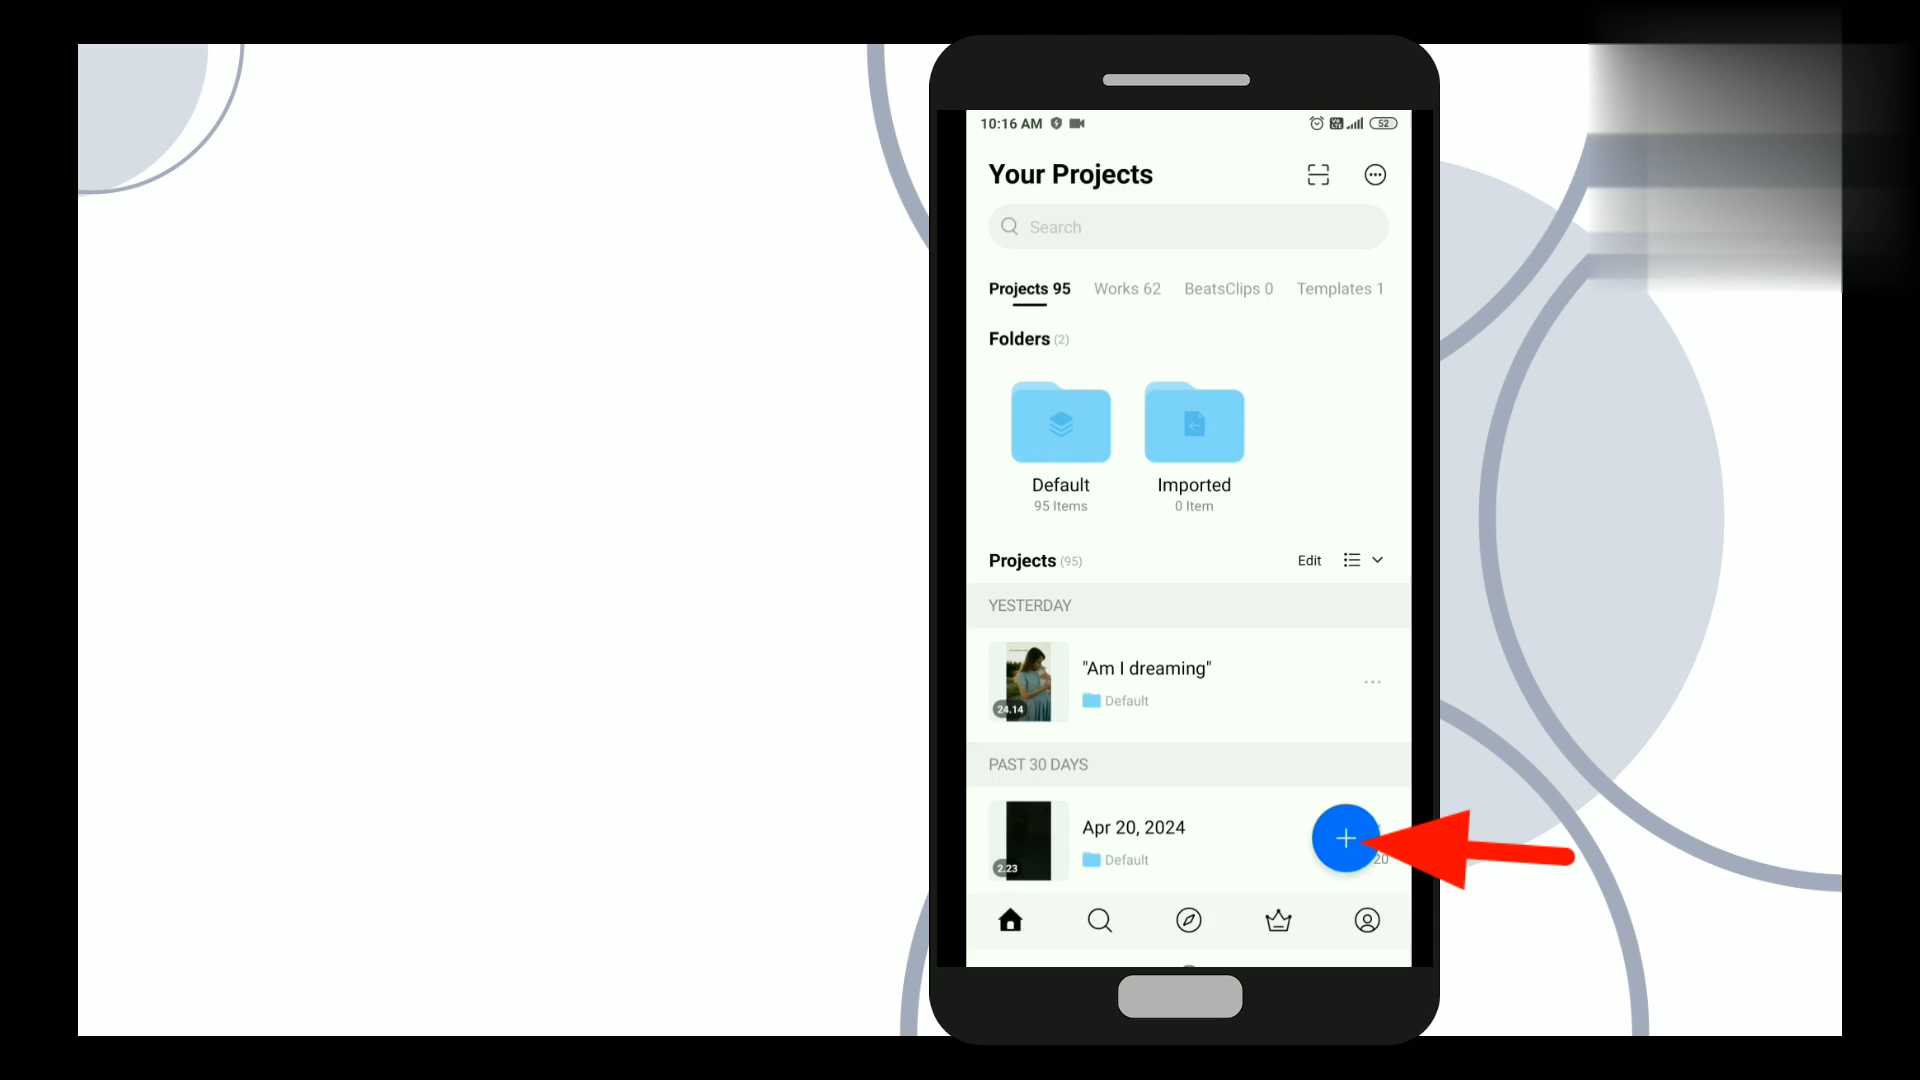 10:16 AM
52
Your Projects
Search
Projects 95 Works 62 BeatsClips 0 Templates 1
Folders (2)
Default
95 Items
Imported
0 Item
Projects (95)
Edit
YESTERDAY
"Am I dreaming"
24.14
Default
PAST 30 DAYS
Apr 20, 2024
2.23
Default
20